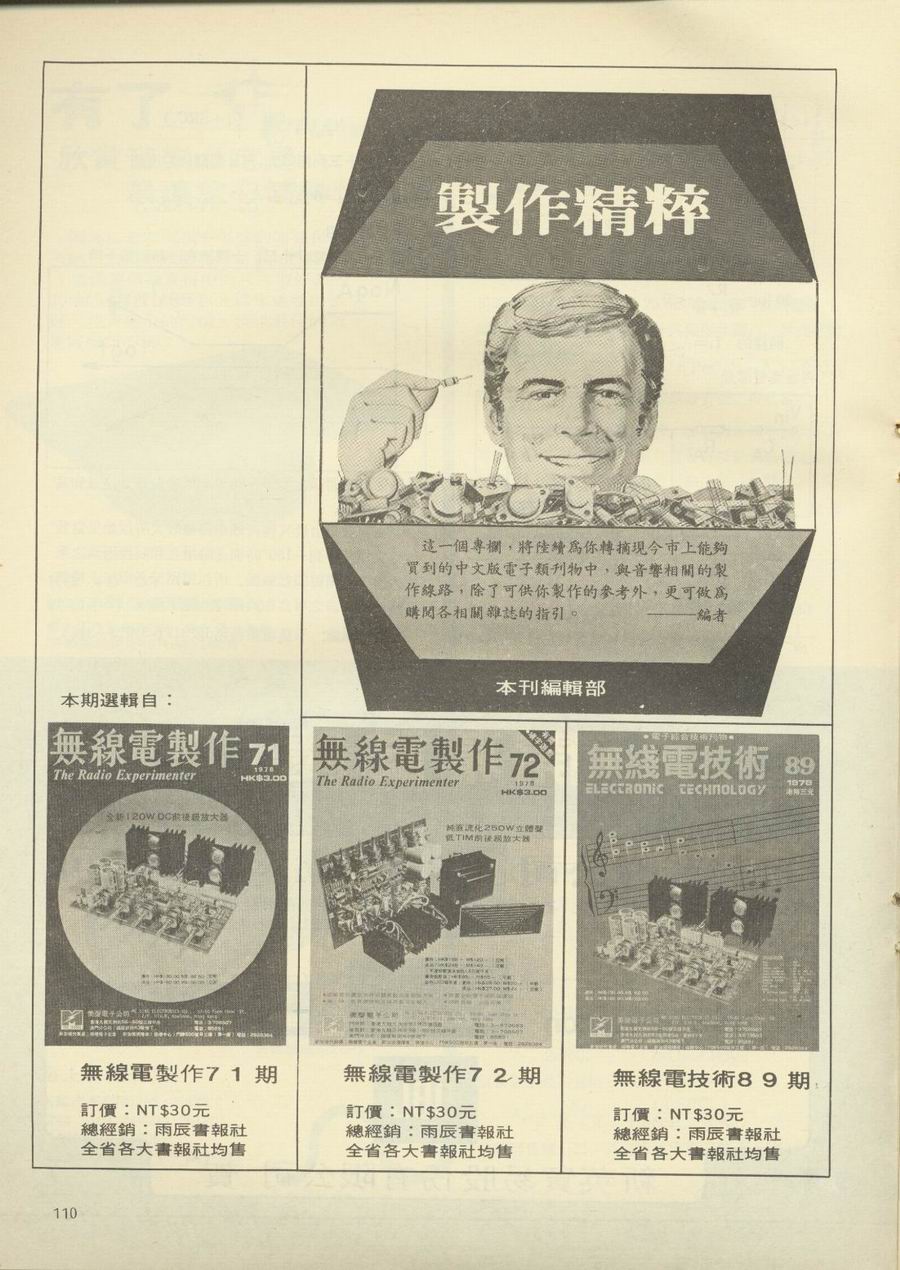 製作精粹
這一個專欄，將陸續為你轉摘現今市上能夠
買到的中文版電子類刊物中，與音響相關的製
作線路，除了可供你製作的參考外，更可做為
購閱各相關雜誌的指引。 ———編者
本刊編輯部
本期選輯自：
無線電製作 71
The Radio Experimenter 1978
HK$3.00
全新120W DC前後級放大器
無線電製作71期
訂價：NT$30元
總經銷：雨辰書報社
全省各大書報社均售
無線電製作 72
The Radio Experimenter 1978
HK$3.00
純直流化250W立體聲
低TIM前後級放大器
無線電製作72期
訂價：NT$30元
總經銷：雨辰書報社
全省各大書報社均售
●電子綜合技術刊物●
無綫電技術 89
ELECTRONIC TECHNOLOGY 1978
港幣三元
無線電技術89期
訂價：NT$30元
總經銷：雨辰書報社
全省各大書報社均售
110